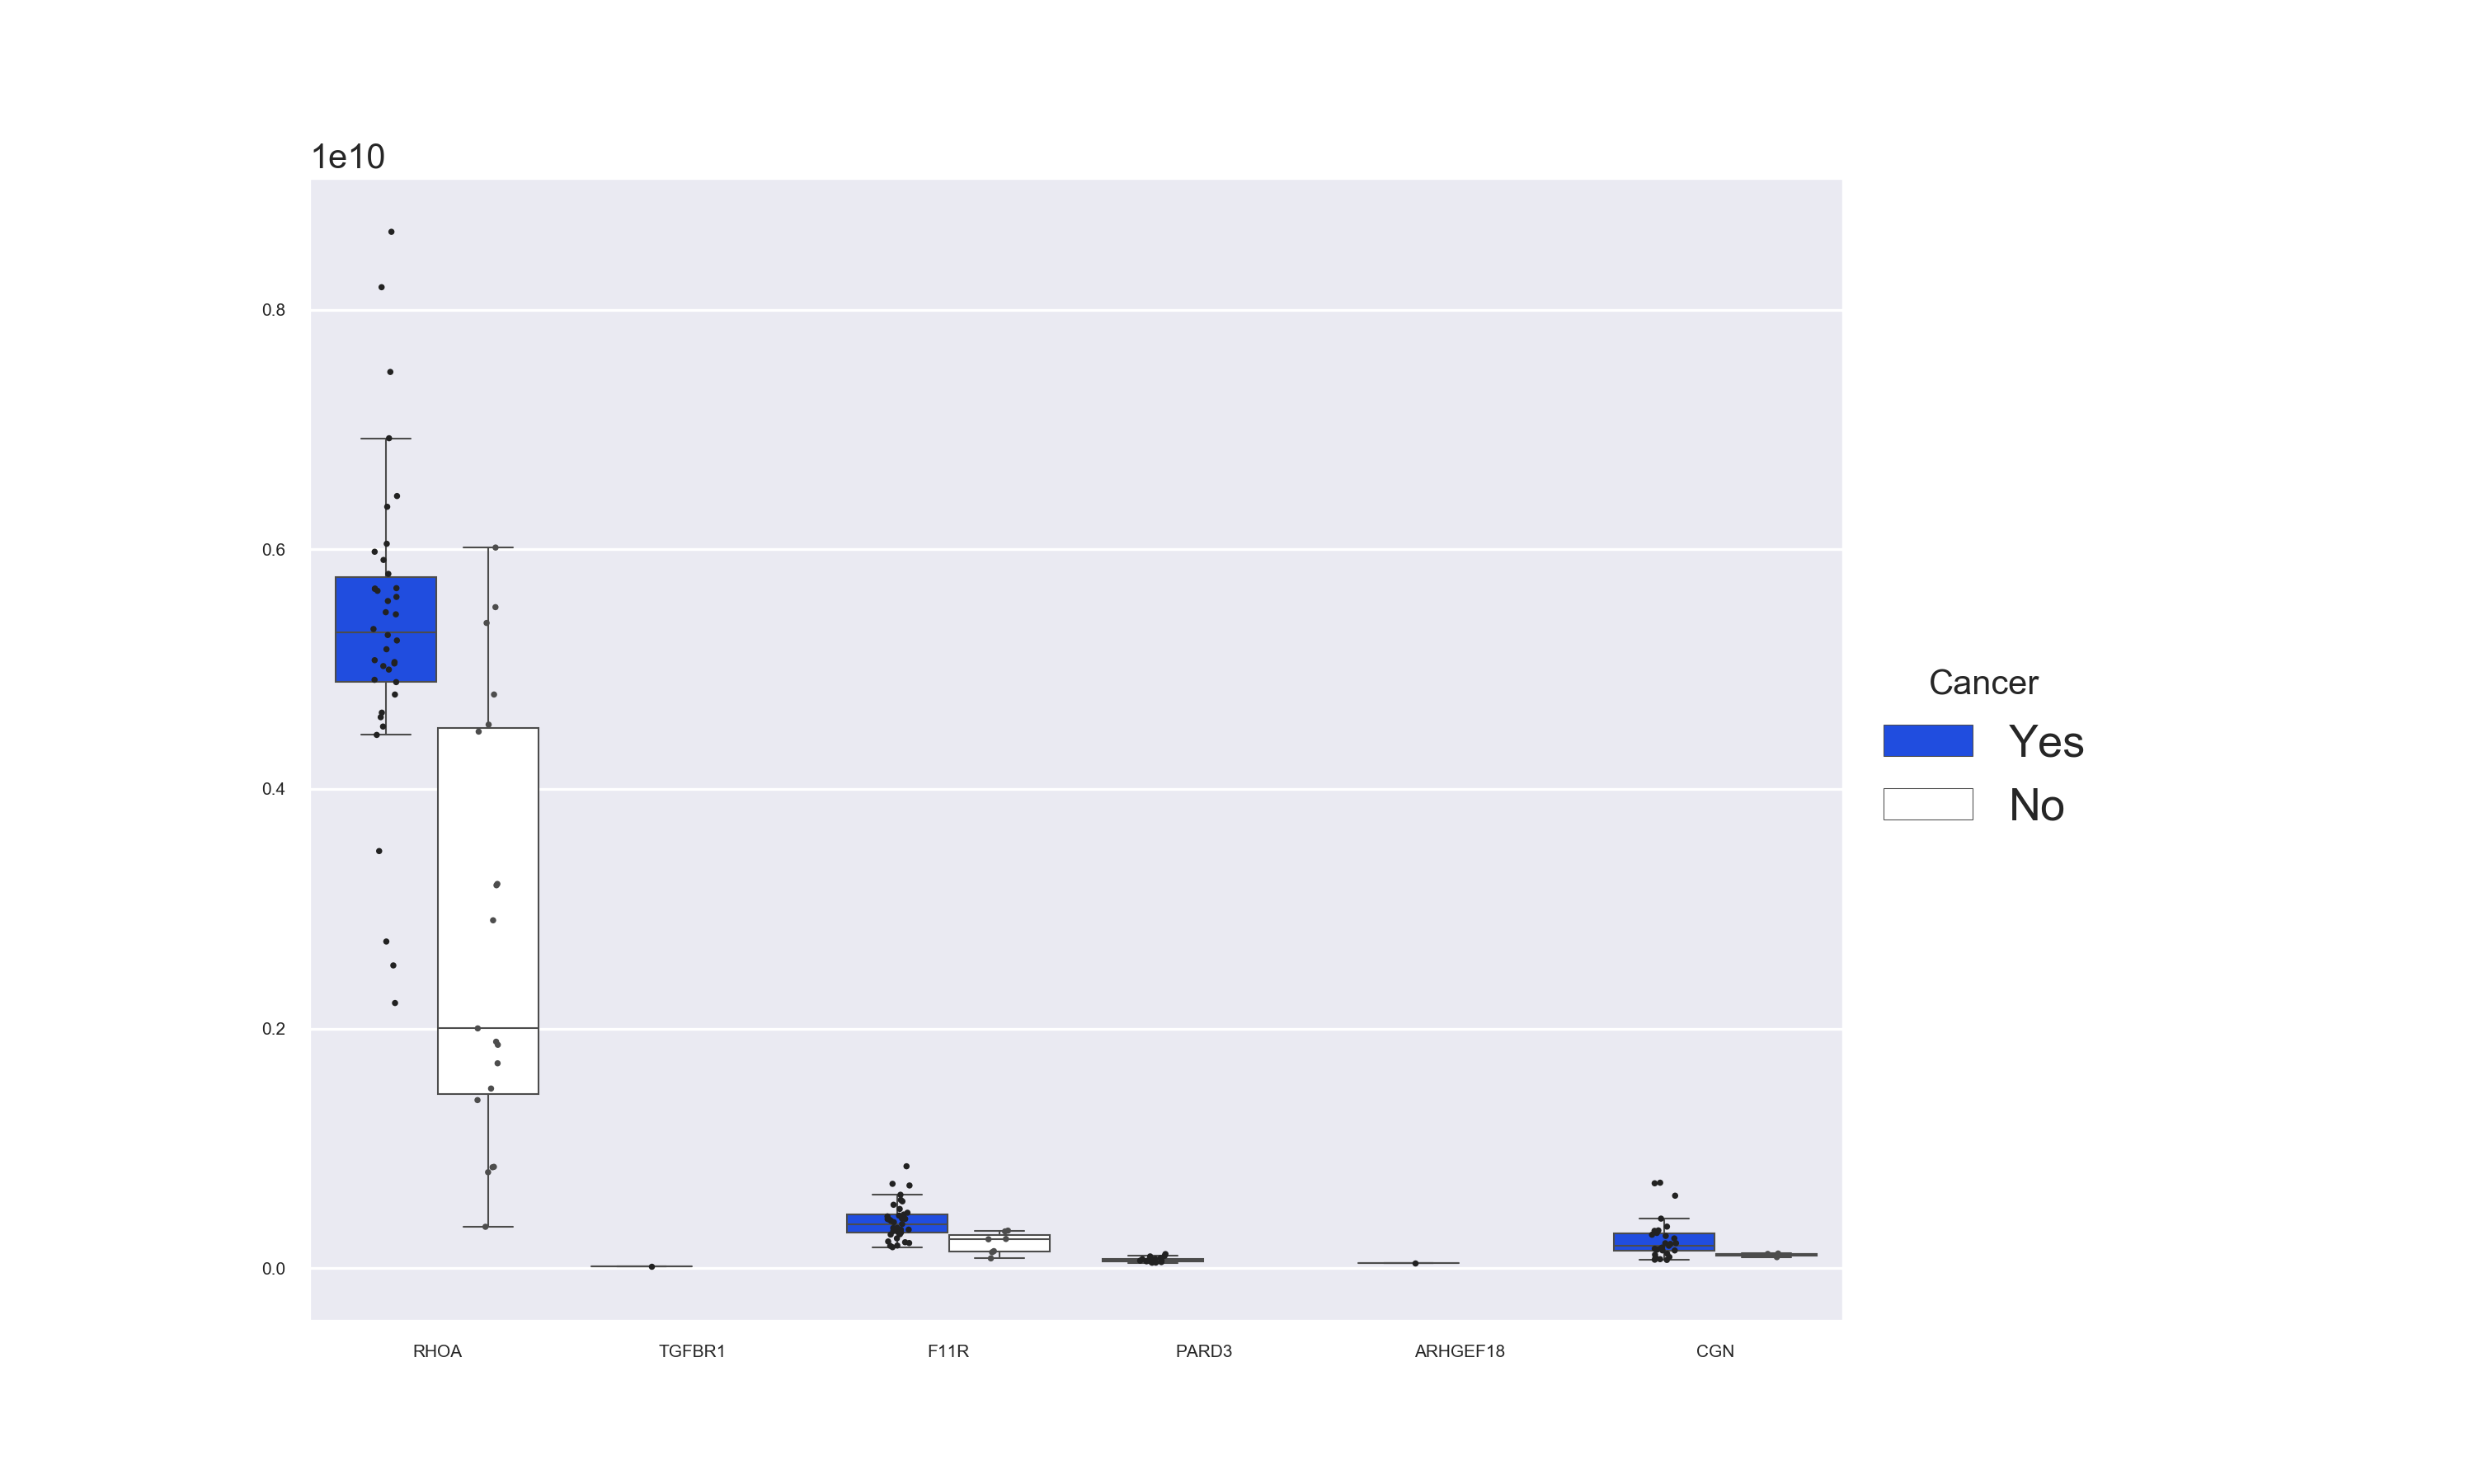 1e10
0.8
0.6
0.4
0.2
0.0
RHOA TGFBR1 F11R PARD3 ARHGEF18 CGN
Cancer
Yes
No